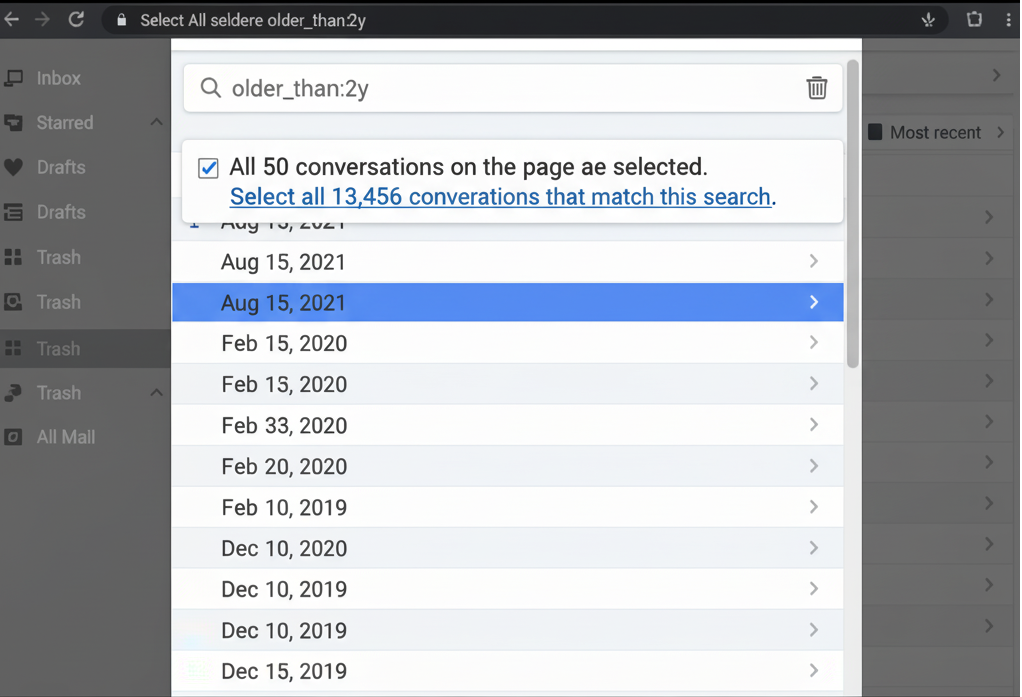 Select All seldere older_than:2y
Inbox
Starred
Drafts
Drafts
Trash
Trash
Trash
Trash
All Mall
older_than:2y
All 50 conversations on the page ae selected.
Select all 13,456 converations that match this search.
Most recent
Aug 15, 2021
Aug 15, 2021
Feb 15, 2020
Feb 15, 2020
Feb 33, 2020
Feb 20, 2020
Feb 10, 2019
Dec 10, 2020
Dec 10, 2019
Dec 10, 2019
Dec 15, 2019